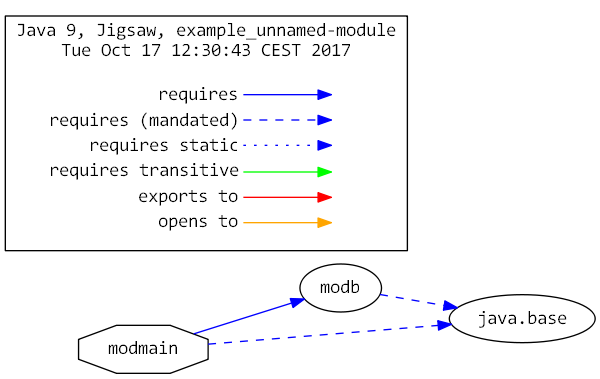 Java 9, Jigsaw, example_unnamed-module
Tue Oct 17 12:30:43 CEST 2017
requires
requires (mandated)
requires static
requires transitive
exports to
opens to
modb
java.base
modmain